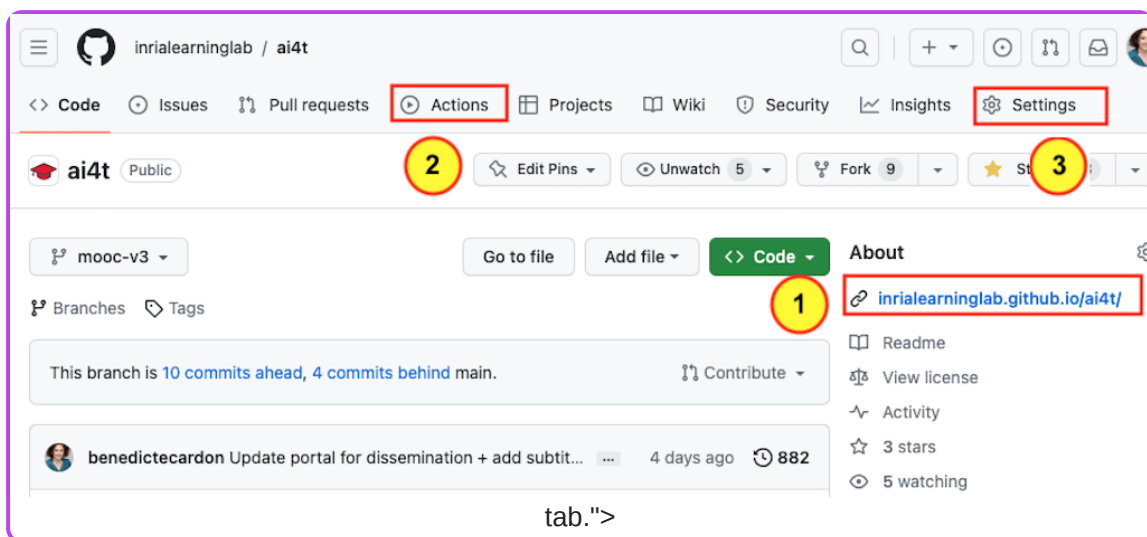 inrialearninglab / ai4t
Code Issues Pull requests Actions Projects Wiki Security Insights Settings
ai4t Public 2 Edit Pins Unwatch 5 Fork 9 3
mooc-v3 Go to file Add file Code About
1 inrialearninglab.github.io/ai4t/
Branches Tags
Readme
This branch is 10 commits ahead, 4 commits behind main. Contribute
View license
Activity
3 stars
benedictecardon Update portal for dissemination + add subtit... ... 4 days ago 882
5 watching
tab.">